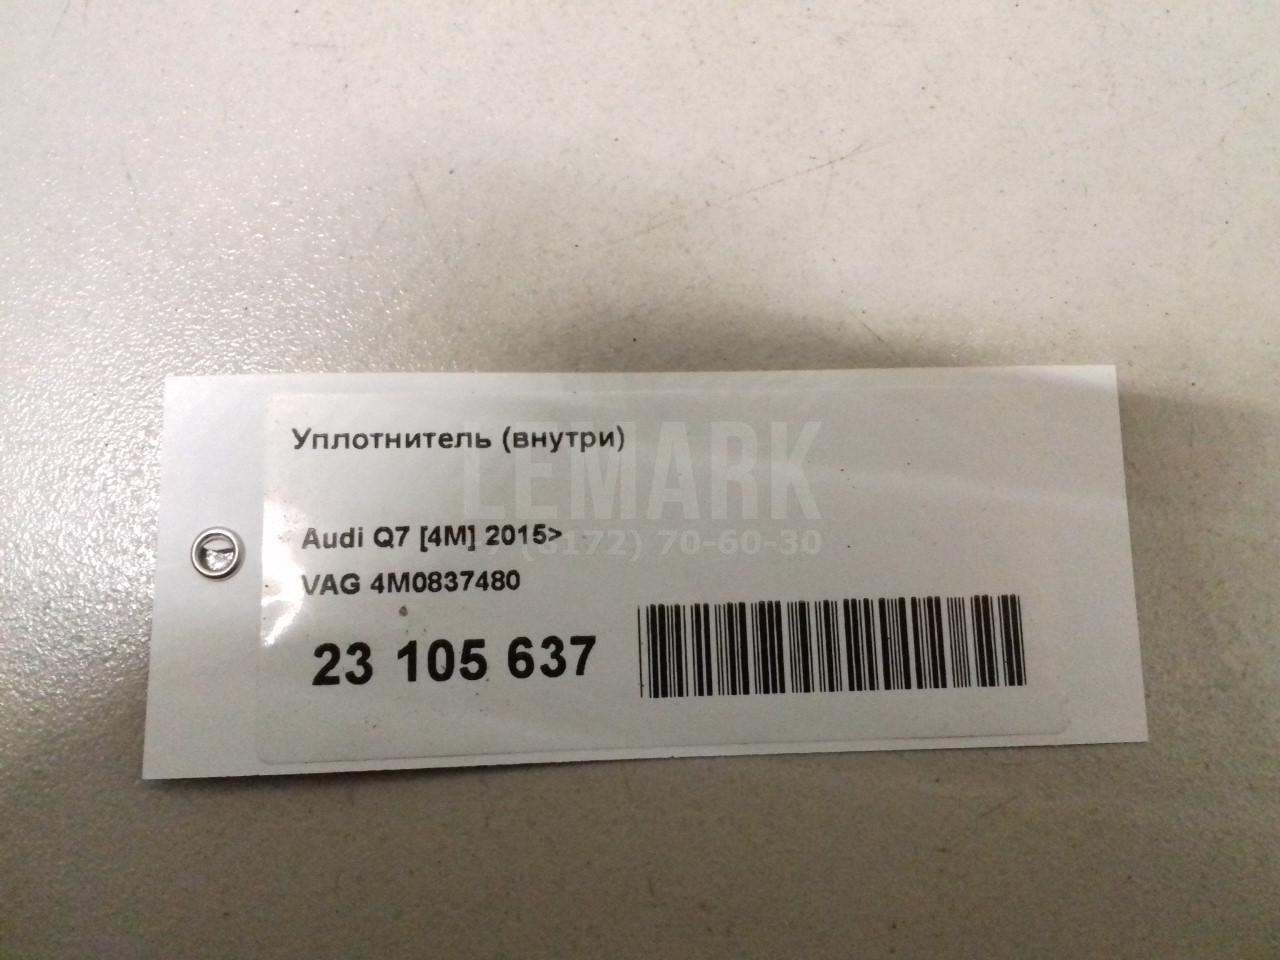 Уплотнитель (внутри)
LEMARK
Audi Q7 [4M] 2015>
(8172) 70-60-30
VAG 4M0837480
23 105 637